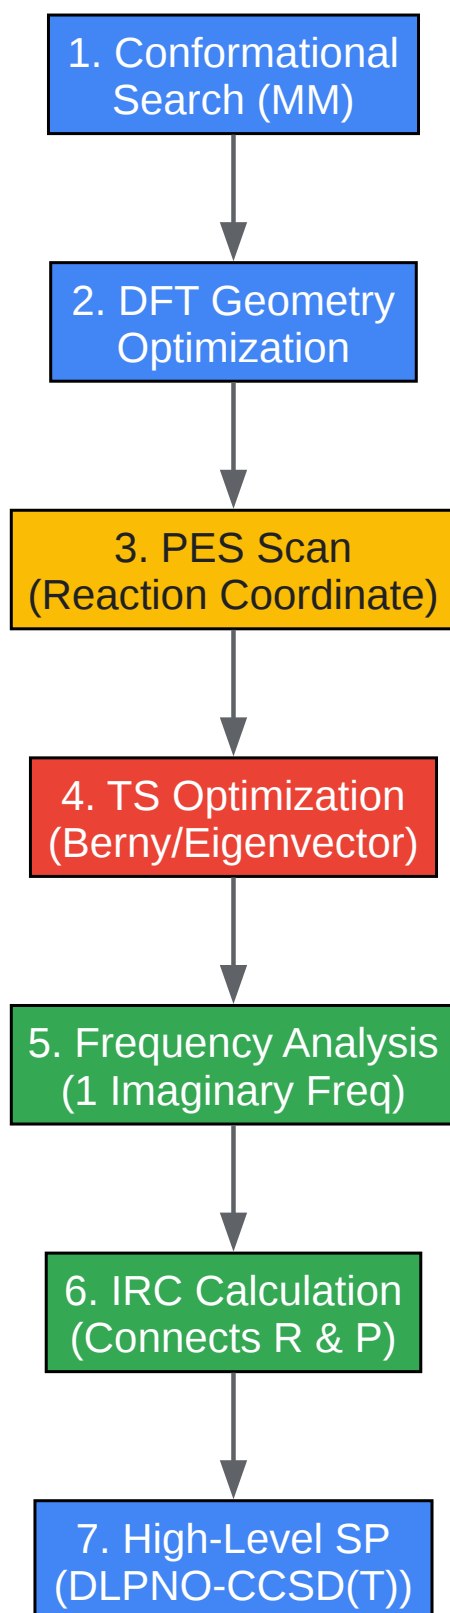 1. Conformational
Search (MM)
2. DFT Geometry
Optimization
3. PES Scan
(Reaction Coordinate)
4. TS Optimization
(Berny/Eigenvector)
5. Frequency Analysis
(1 Imaginary Freq)
6. IRC Calculation
(Connects R & P)
7. High-Level SP
(DLPNO-CCSD(T))